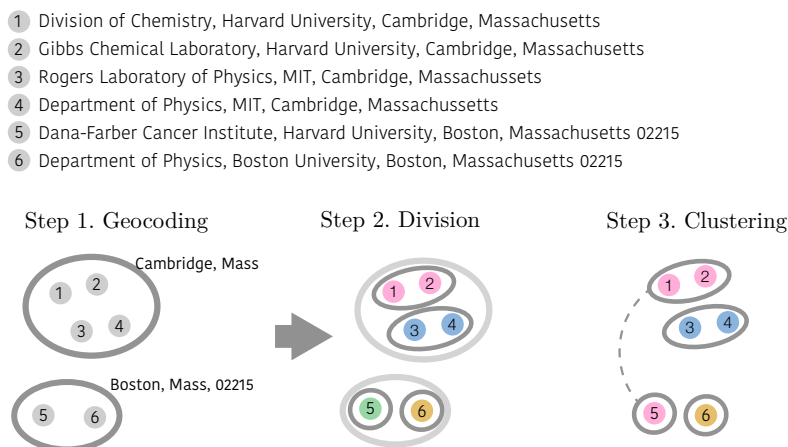 1 Division of Chemistry, Harvard University, Cambridge, Massachusetts
2 Gibbs Chemical Laboratory, Harvard University, Cambridge, Massachusetts
3 Rogers Laboratory of Physics, MIT, Cambridge, Massachussets
4 Department of Physics, MIT, Cambridge, Massachussetts
5 Dana-Farber Cancer Institute, Harvard University, Boston, Massachusetts 02215
6 Department of Physics, Boston University, Boston, Massachusetts 02215
Step 1. Geocoding
Cambridge, Mass
1 2
3 4
Boston, Mass, 02215
5 6
Step 2. Division
1 2
3 4
5 6
Step 3. Clustering
1 2
3 4
5 6